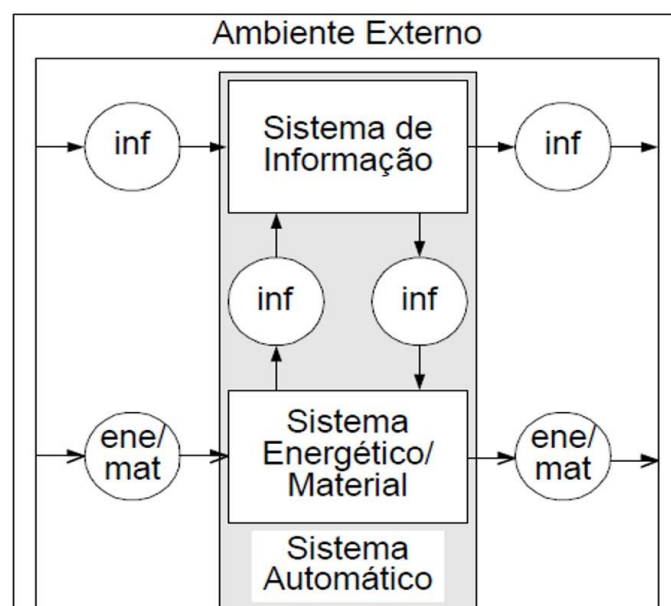 Ambiente Externo
inf
Sistema de
Informação
inf
inf
inf
ene/
mat
Sistema
Energético/
Material
ene/
mat
Sistema
Automático